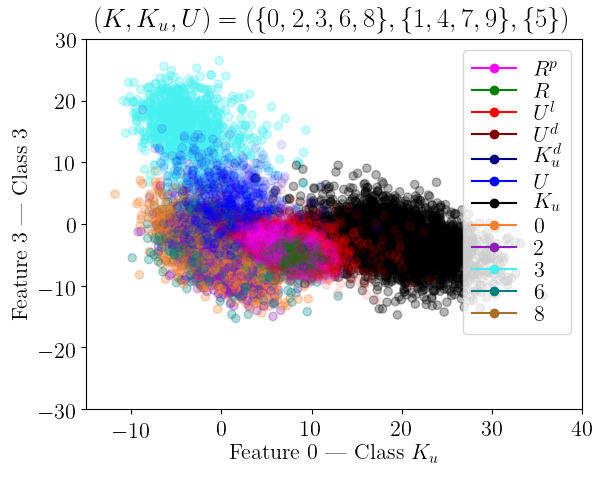 (K, K_u, U) = ({0, 2, 3, 6, 8}, {1, 4, 7, 9}, {5})
30
20
10
0
−10
−20
−30
Feature 3 — Class 3
R^p
R
U^l
U^d
K_u^d
U
K_u
0
2
3
6
8
−10
0
10
20
30
40
Feature 0 — Class K_u